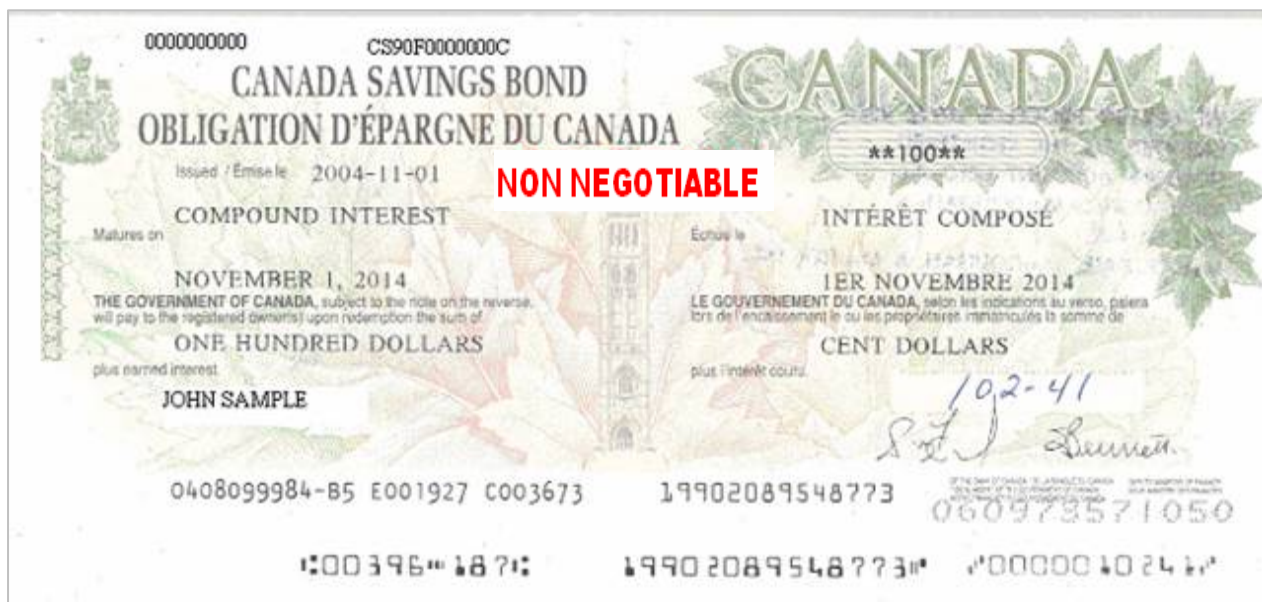 0000000000 CS90F0000000C
CANADA SAVINGS BOND
OBLIGATION D'ÉPARGNE DU CANADA
CANADA
**100**
Issued / Émise le 2004-11-01
NON NEGOTIABLE
COMPOUND INTEREST
INTÉRÊT COMPOSÉ
Matures on
Échue le
NOVEMBER 1, 2014
1ER NOVEMBRE 2014
THE GOVERNMENT OF CANADA, subject to the note on the reverse,
will pay to the registered owner(s) upon redemption the sum of
LE GOUVERNEMENT DU CANADA, selon les indications au verso, paiera
lors de l'encaissement le ou les propriétaires immatriculés la somme de
ONE HUNDRED DOLLARS
CENT DOLLARS
plus earned interest
plus l'intérêt couru.
JOHN SAMPLE
102-41
Bennett
0408099984-B5 E001927 C003673 19902089548773
060973571050
⑆00396⑉187⑆ 19902089548773⑈ ⑇0000010241⑇